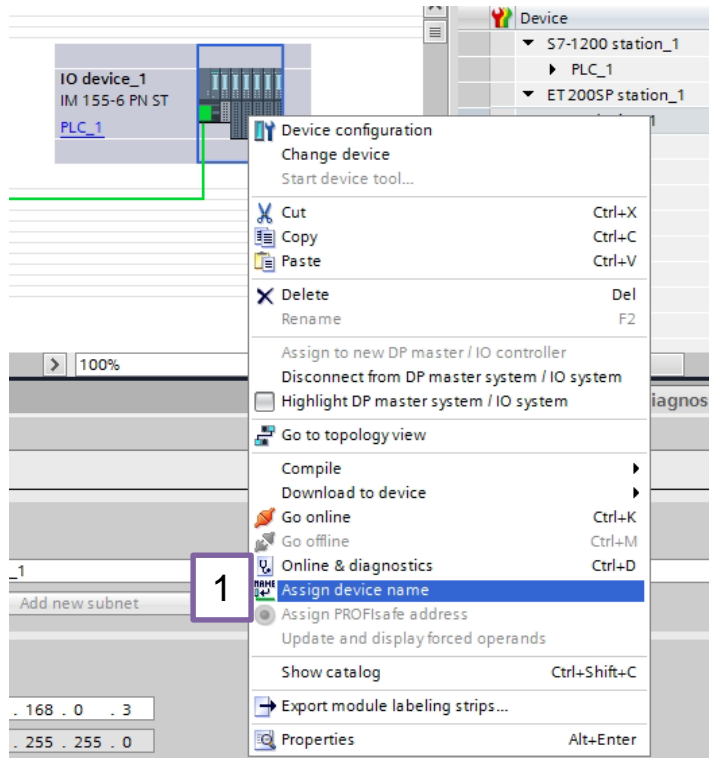 Device
S7-1200 station_1
PLC_1
ET 200SP station_1
1
IO device_1
IM 155-6 PN ST
PLC_1
Device configuration
Change device
Start device tool...
Cut Ctrl+X
Copy Ctrl+C
Paste Ctrl+V
Delete Del
Rename F2
Assign to new DP master / IO controller
Disconnect from DP master system / IO system
Highlight DP master system / IO system
Go to topology view
Compile
Download to device
Go online Ctrl+K
Go offline Ctrl+M
Online & diagnostics Ctrl+D
NAME Assign device name
Assign PROFIsafe address
Update and display forced operands
Show catalog Ctrl+Shift+C
Export module labeling strips...
Properties Alt+Enter
100%
iagnos
_1
1
Add new subnet
. 168 . 0 . 3
. 255 . 255 . 0